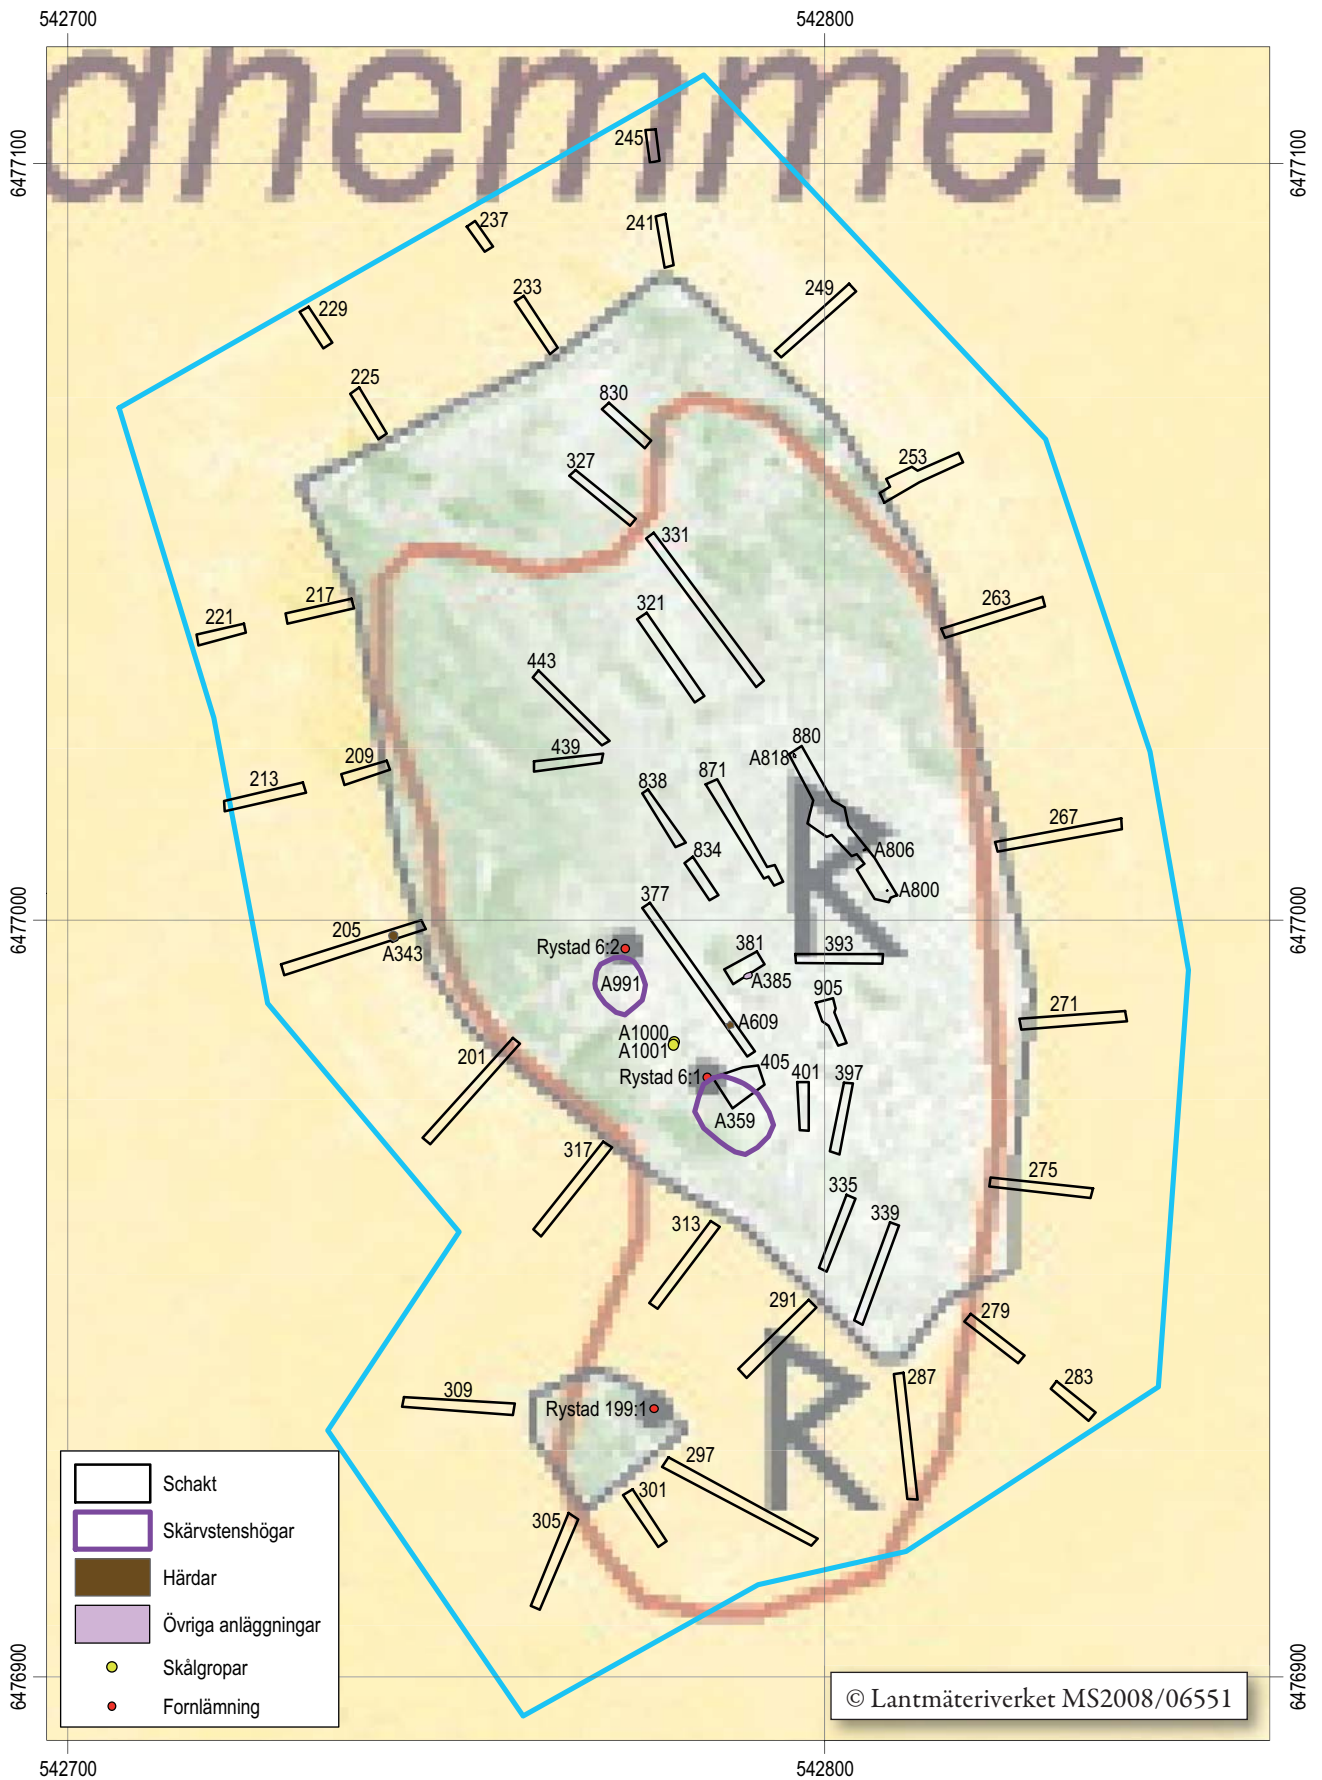 542700 542800
dnemmet
245
6477100 6477100
237 241
233 249
229
225
830
253
327
331
217 321 263
221
443
880
439 A818
209 871
213 838
267
834 A806
377 A800
6477000 6477000
205 381 393
Rystad 6:2
A343 A991 A385
905
271
A609
A1000
A1001
201 405
Rystad 6:1 401 397
A359
317
275
335
313 339
291
279
287 283
309
Rystad 199:1
297
301
305
Schakt
Skärvstenshögar
Härdar
Övriga anläggningar
Skålgropar
Fornlämning
R
R
6476900 6476900
© Lantmäteriverket MS2008/06551
542700 542800